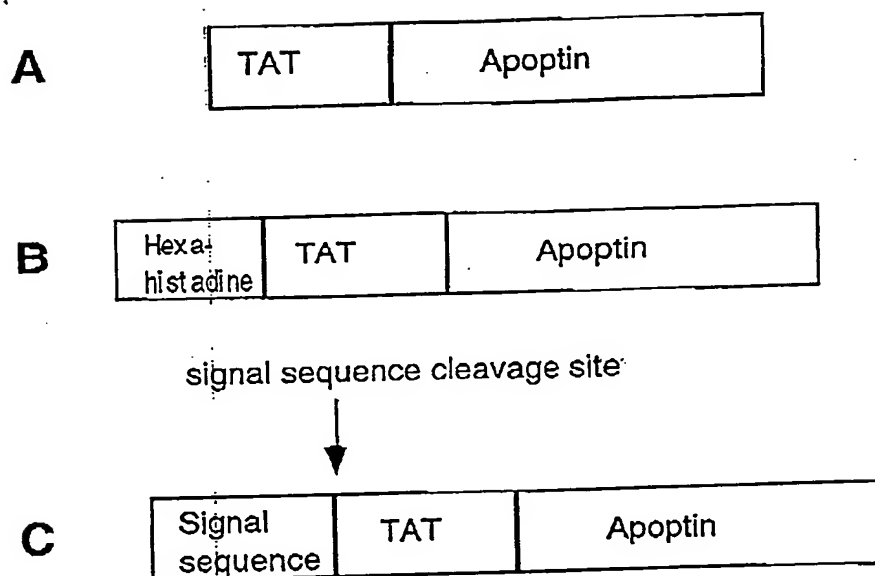 A
TAT
Apoptin
B
Hexa-
histadine
TAT
Apoptin
signal sequence cleavage site
C
Signal
sequence
TAT
Apoptin